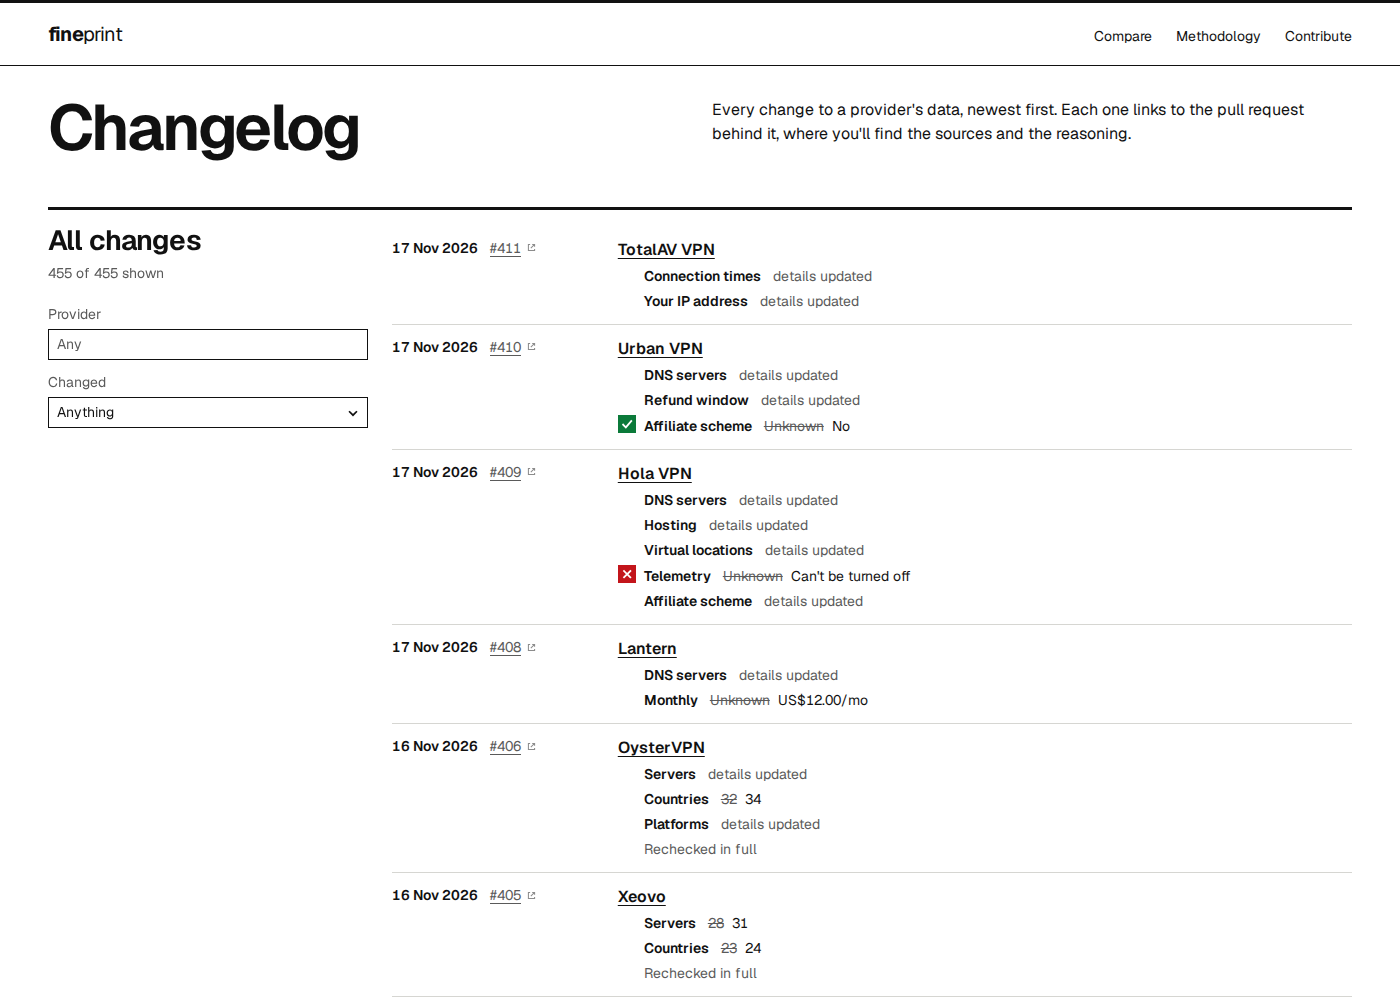 fineprint
Compare Methodology Contribute
Changelog
Every change to a provider's data, newest first. Each one links to the pull request
behind it, where you'll find the sources and the reasoning.
All changes
455 of 455 shown
Provider
Any
Changed
Anything
17 Nov 2026 #411
TotalAV VPN
Connection times details updated
Your IP address details updated
17 Nov 2026 #410
Urban VPN
DNS servers details updated
Refund window details updated
Affiliate scheme Unknown No
17 Nov 2026 #409
Hola VPN
DNS servers details updated
Hosting details updated
Virtual locations details updated
Telemetry Unknown Can't be turned off
Affiliate scheme details updated
17 Nov 2026 #408
Lantern
DNS servers details updated
Monthly Unknown US$12.00/mo
16 Nov 2026 #406
OysterVPN
Servers details updated
Countries 32 34
Platforms details updated
Rechecked in full
16 Nov 2026 #405
Xeovo
Servers 28 31
Countries 23 24
Rechecked in full